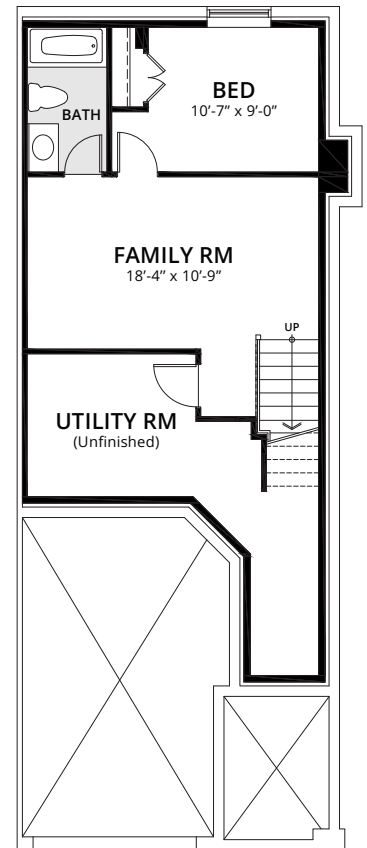 BED
10’-7” x 9’-0”
BATH
FAMILY RM
18’-4” x 10’-9”
UP
UTILITY RM
(Unfinished)